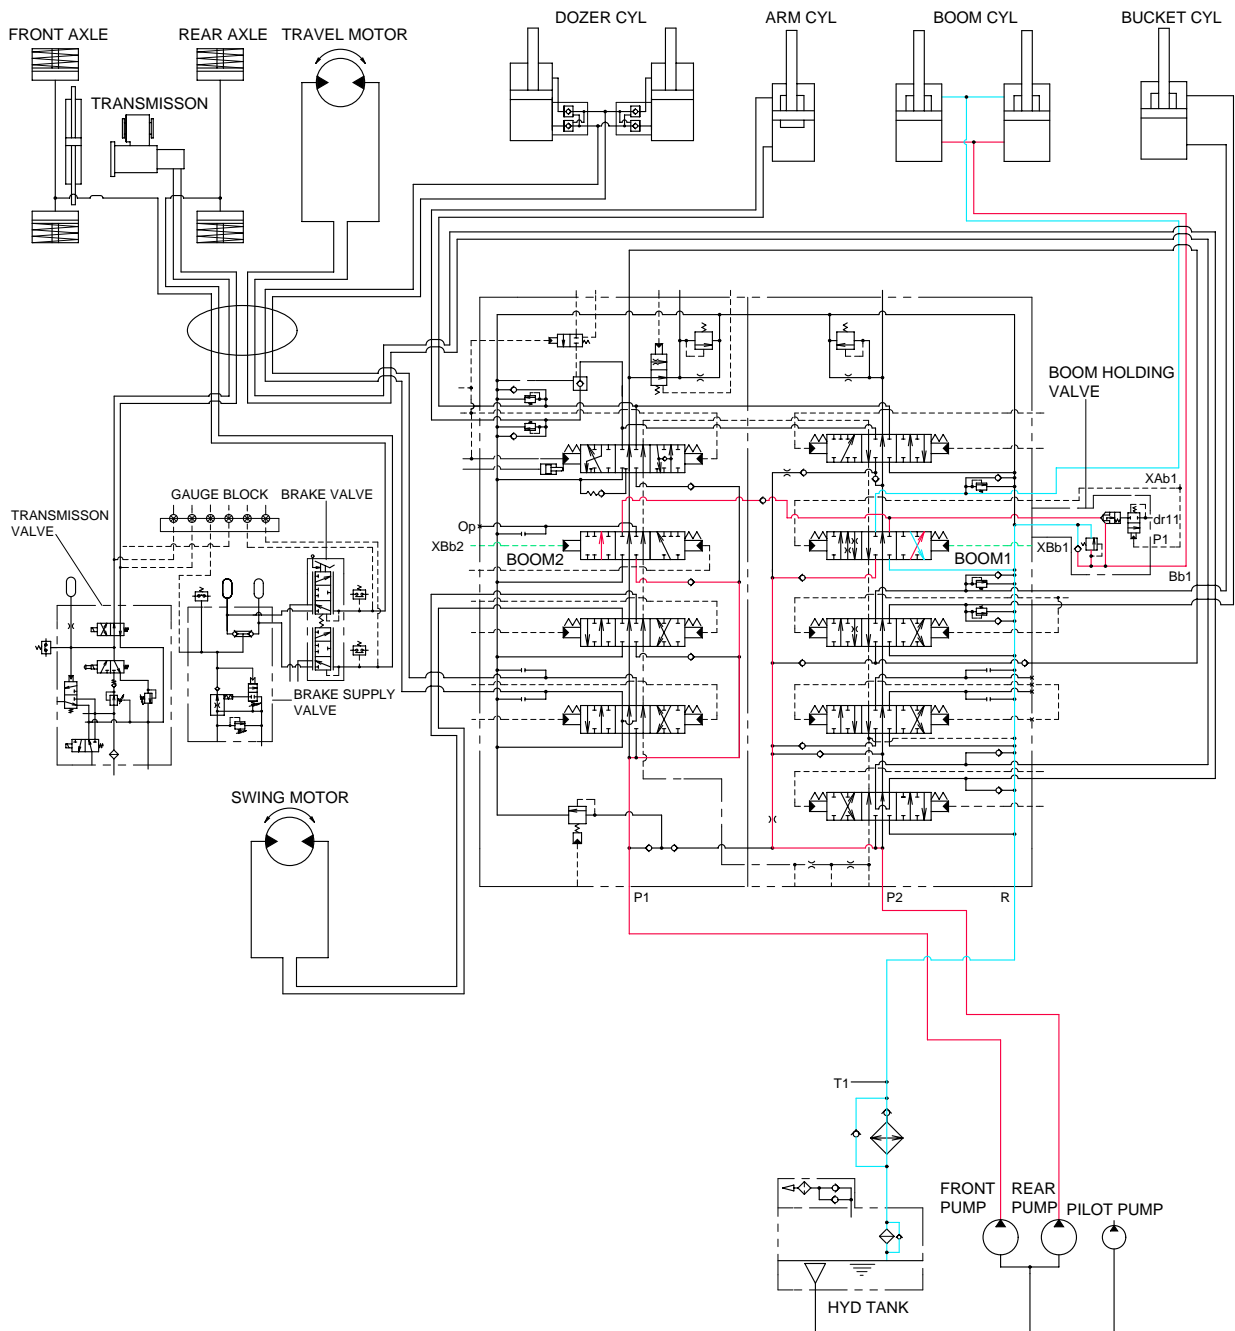 DOZER CYL
ARM CYL
BOOM CYL
BUCKET CYL
FRONT AXLE
REAR AXLE
TRAVEL MOTOR
TRANSMISSON
BOOM HOLDING
VALVE
XAb1
dr11
P1
XBb1
Bb1
Op
XBb2
BOOM2
BOOM1
GAUGE BLOCK
BRAKE VALVE
TRANSMISSON
VALVE
BRAKE SUPPLY
VALVE
SWING MOTOR
P1
P2
R
T1
FRONT
PUMP
REAR
PUMP
PILOT PUMP
HYD TANK